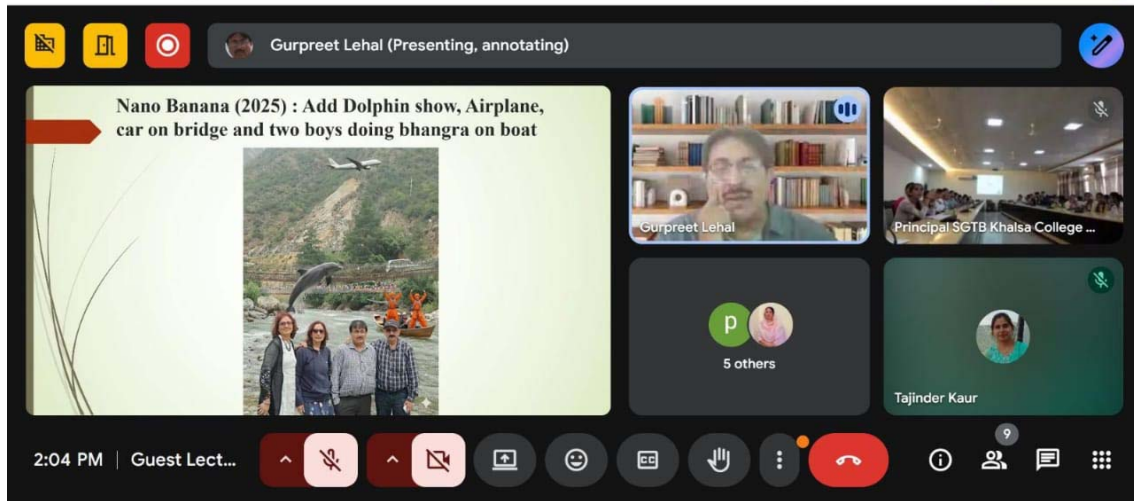 Gurpreet Lehal (Presenting, annotating)
Nano Banana (2025) : Add Dolphin show, Airplane,
car on bridge and two boys doing bhangra on boat
Gurpreet Lehal
Principal SGTB Khalsa College ...
p
5 others
Tajinder Kaur
2:04 PM | Guest Lect...
CC
9